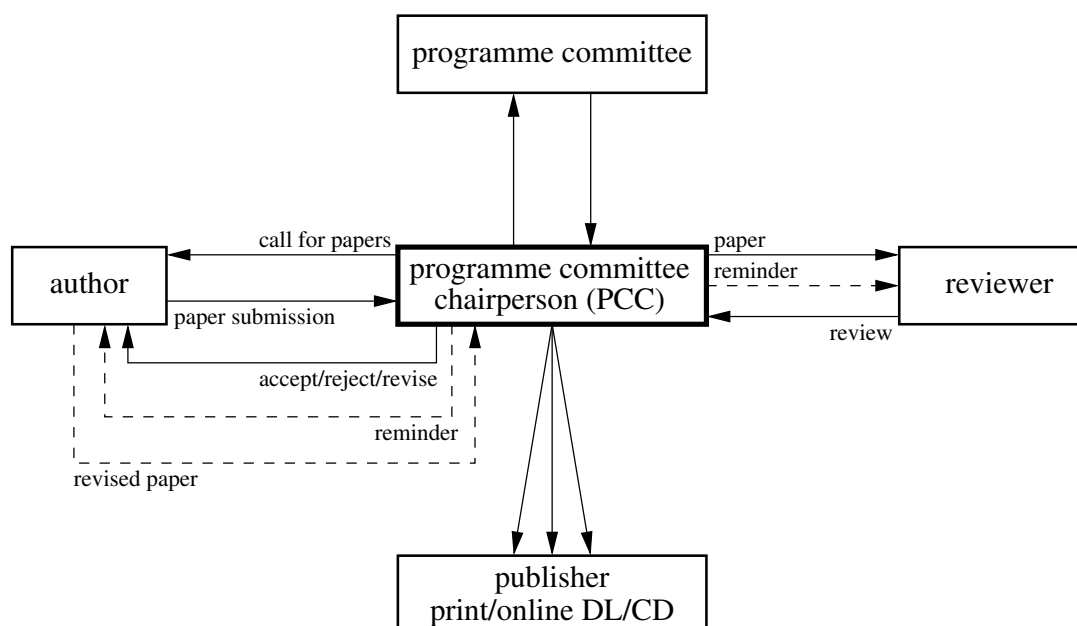 programme committee
call for papers
paper
programme committee
chairperson (PCC)
reminder
author
reviewer
paper submission
review
accept/reject/revise
reminder
revised paper
publisher
print/online DL/CD